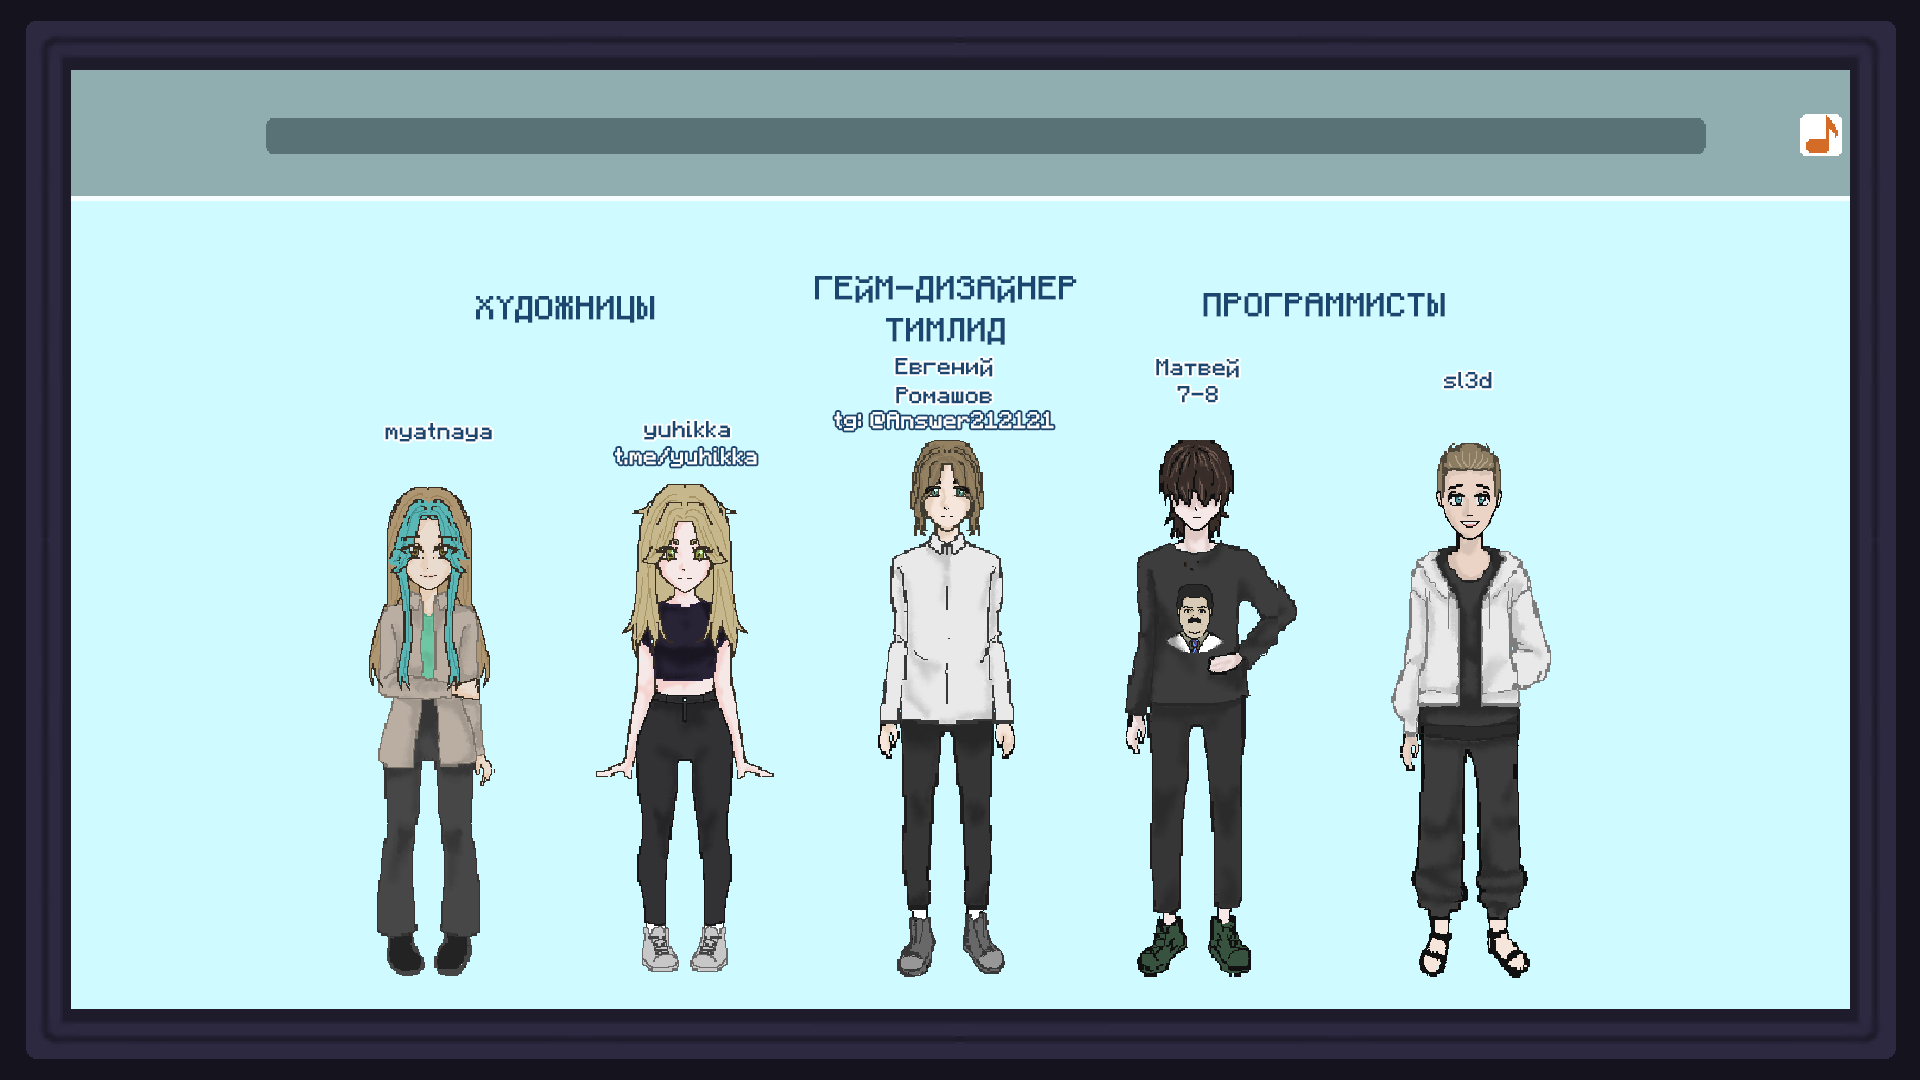 ХУДОЖНИЦЫ
myatnaya
yuhikka
t.me/yuhikka
ГЕЙМ-ДИЗАЙНЕР
ТИМЛИД
Евгений
Ромашов
tg: @Answer212121
ПРОГРАММИСТЫ
Матвей
7-8
sl3d